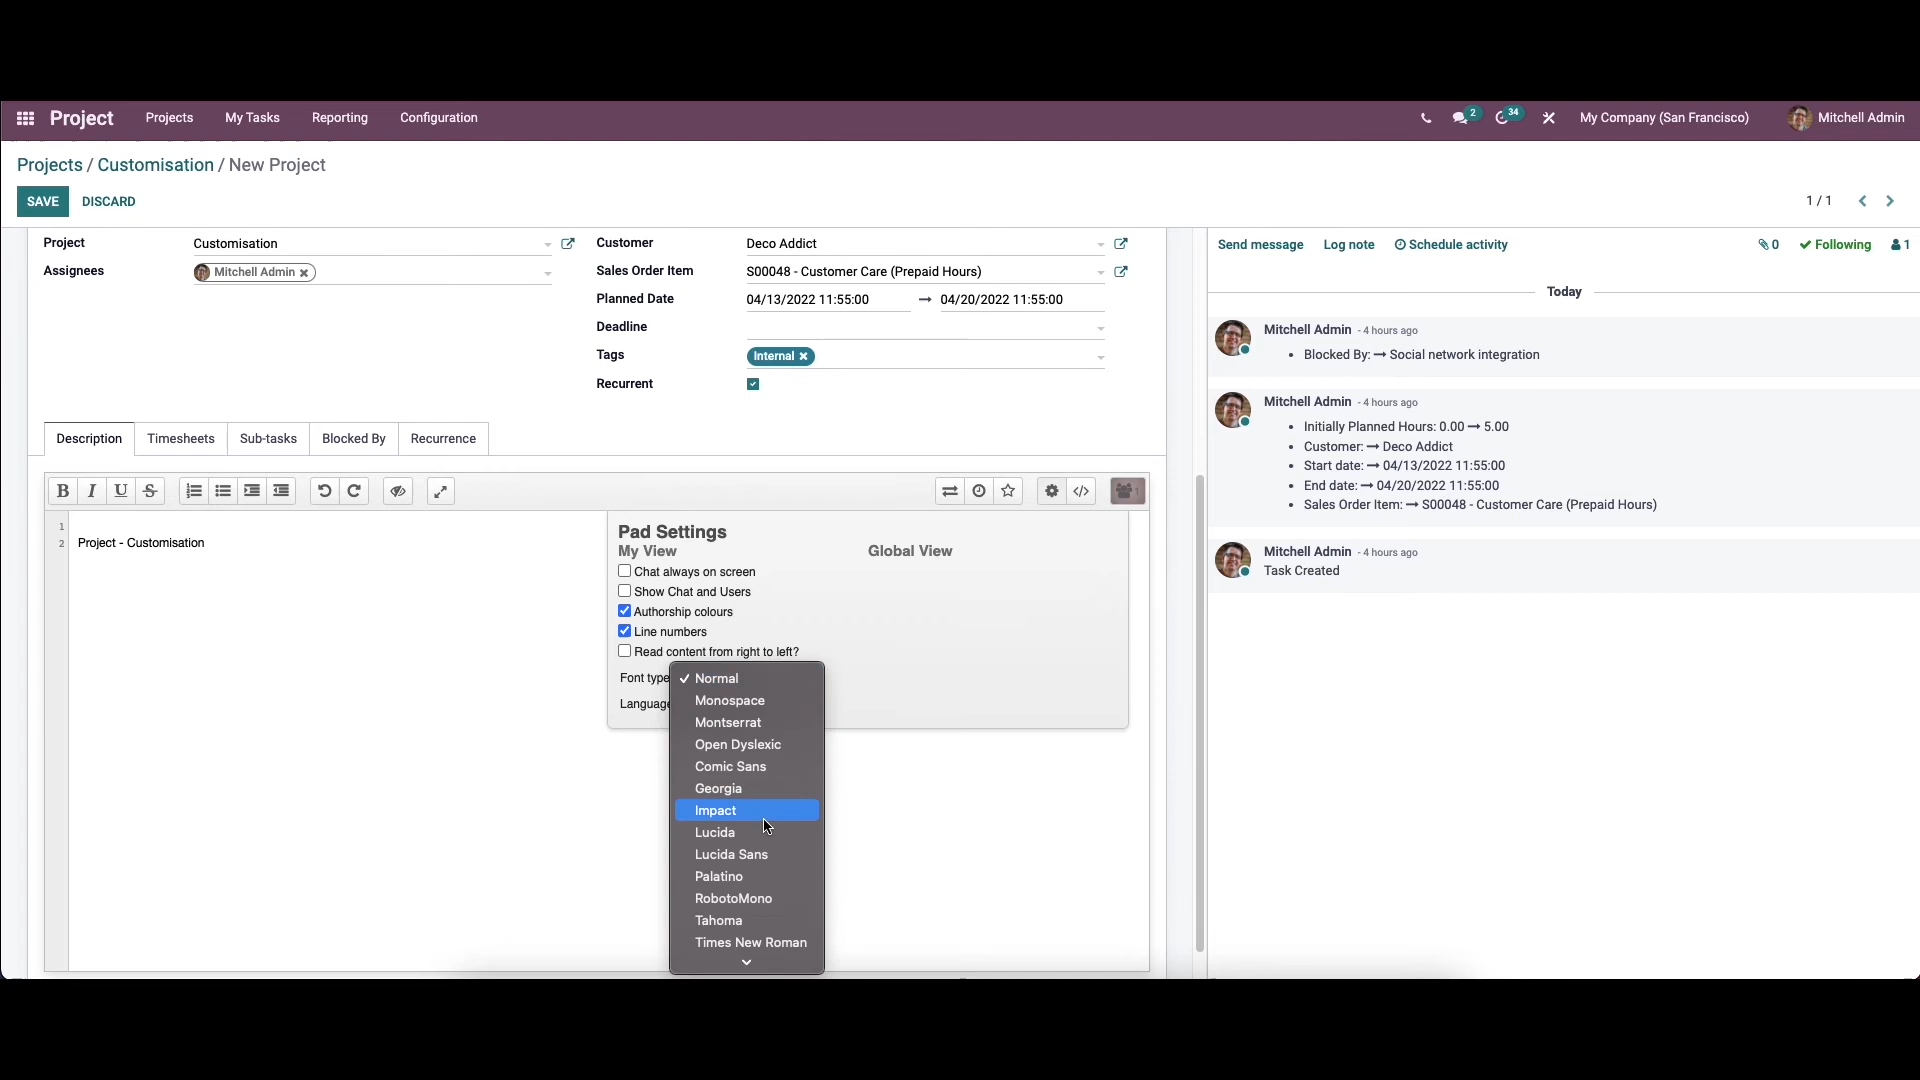 Project Projects My Tasks Reporting Configuration 2 34 My Company (San Francisco) Mitchell Admin
Projects / Customisation / New Project
SAVE DISCARD 1 / 1
Project Customisation Customer Deco Addict
Assignees Mitchell Admin Sales Order Item S00048 - Customer Care (Prepaid Hours)
Planned Date 04/13/2022 11:55:00 → 04/20/2022 11:55:00
Deadline
Tags Internal
Recurrent
Description Timesheets Sub-tasks Blocked By Recurrence
B I U S 1
1
2 Project - Customisation
Pad Settings
My View Global View
Chat always on screen
Show Chat and Users
Authorship colours
Line numbers
Read content from right to left?
Font type
Language
Normal
Monospace
Montserrat
Open Dyslexic
Comic Sans
Georgia
Impact
Lucida
Lucida Sans
Palatino
RobotoMono
Tahoma
Times New Roman
Send message Log note Schedule activity 0 Following 1
Today
Mitchell Admin - 4 hours ago
• Blocked By: → Social network integration
Mitchell Admin - 4 hours ago
• Initially Planned Hours: 0.00 → 5.00
• Customer: → Deco Addict
• Start date: → 04/13/2022 11:55:00
• End date: → 04/20/2022 11:55:00
• Sales Order Item: → S00048 - Customer Care (Prepaid Hours)
Mitchell Admin - 4 hours ago
Task Created